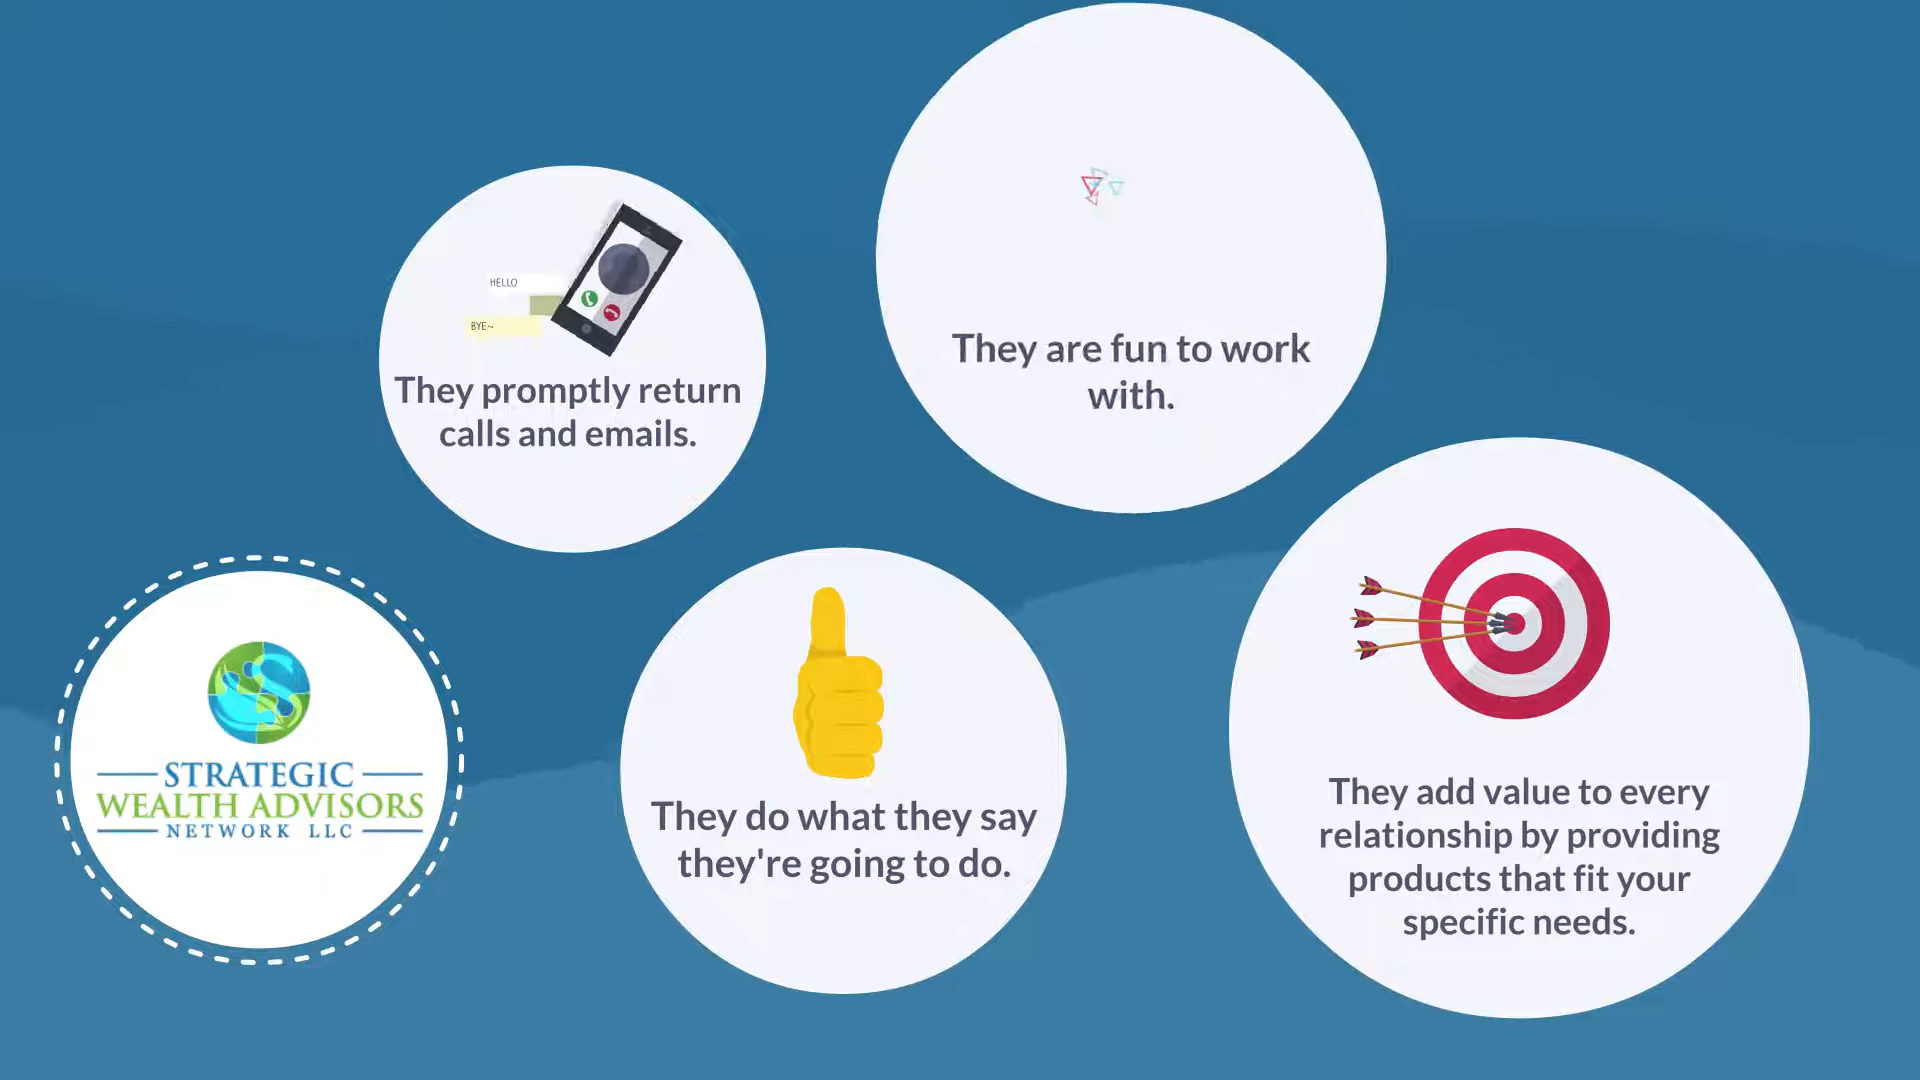 HELLO
BYE~
They promptly return
calls and emails.
They are fun to work
with.
STRATEGIC
WEALTH ADVISORS
NETWORK LLC
They do what they say
they're going to do.
They add value to every
relationship by providing
products that fit your
specific needs.